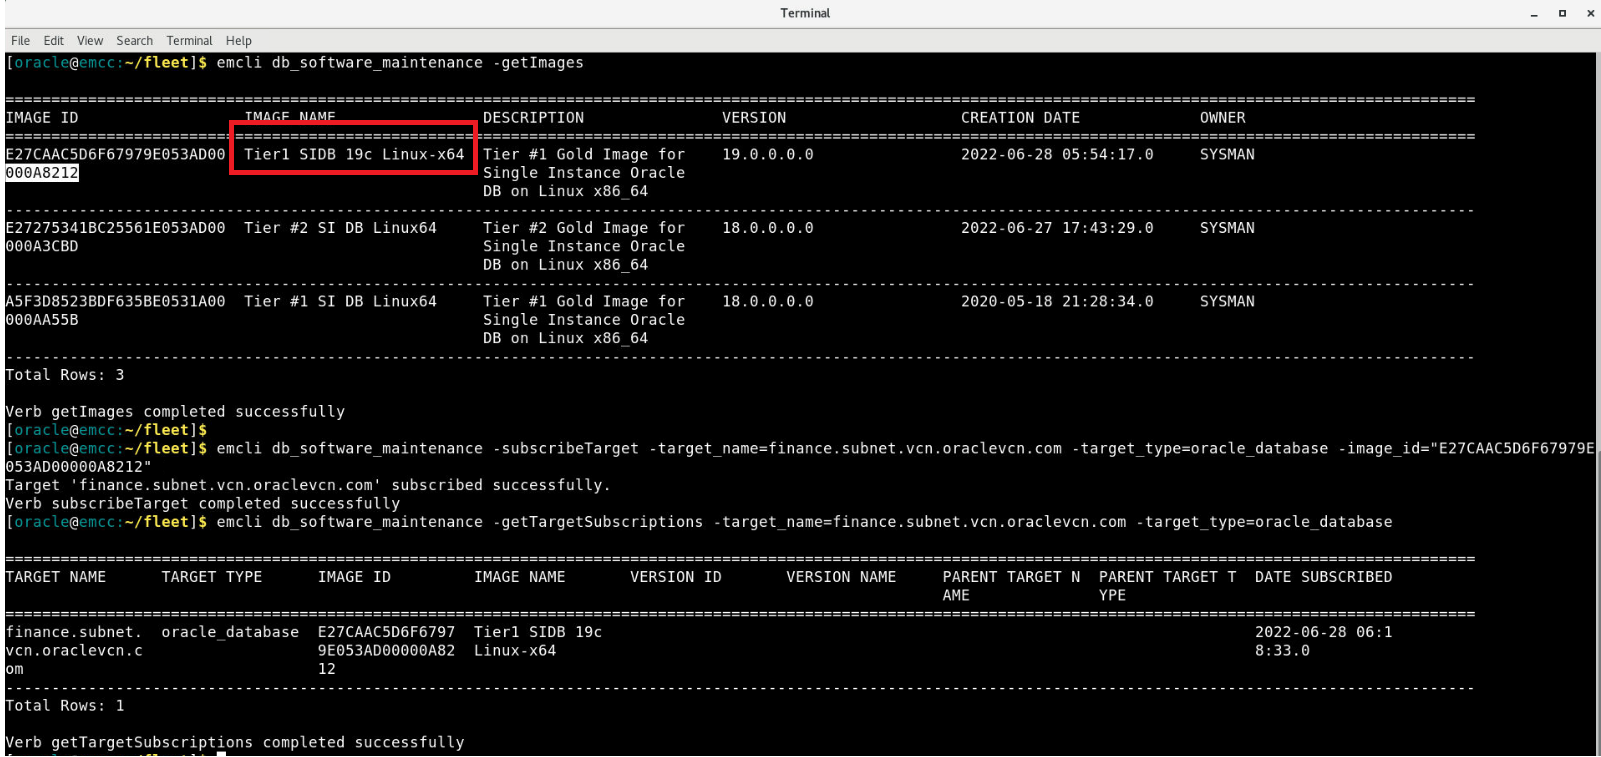 Terminal
File Edit View Search Terminal Help
[oracle@emcc:~/fleet]$ emcli db_software_maintenance -getImages
====================================================================================================================================================================
IMAGE ID IMAGE NAME DESCRIPTION VERSION CREATION DATE OWNER
====================================================================================================================================================================
E27CAAC5D6F67979E053AD00 Tier1 SIDB 19c Linux-x64 Tier #1 Gold Image for 19.0.0.0.0 2022-06-28 05:54:17.0 SYSMAN
000A8212 Single Instance Oracle
DB on Linux x86_64
----------------------------------------------------------------------------------------------------------------------------------------------------------------
E27275341BC25561E053AD00 Tier #2 SI DB Linux64 Tier #2 Gold Image for 18.0.0.0.0 2022-06-27 17:43:29.0 SYSMAN
000A3CBD Single Instance Oracle
DB on Linux x86_64
----------------------------------------------------------------------------------------------------------------------------------------------------------------
A5F3D8523BDF635BE0531A00 Tier #1 SI DB Linux64 Tier #1 Gold Image for 18.0.0.0.0 2020-05-18 21:28:34.0 SYSMAN
000AA55B Single Instance Oracle
DB on Linux x86_64
----------------------------------------------------------------------------------------------------------------------------------------------------------------
Total Rows: 3
Verb getImages completed successfully
[oracle@emcc:~/fleet]$
[oracle@emcc:~/fleet]$ emcli db_software_maintenance -subscribeTarget -target_name=finance.subnet.vcn.oraclevcn.com -target_type=oracle_database -image_id="E27CAAC5D6F67979E
053AD00000A8212"
Target 'finance.subnet.vcn.oraclevcn.com' subscribed successfully.
Verb subscribeTarget completed successfully
[oracle@emcc:~/fleet]$ emcli db_software_maintenance -getTargetSubscriptions -target_name=finance.subnet.vcn.oraclevcn.com -target_type=oracle_database
====================================================================================================================================================================
TARGET NAME TARGET TYPE IMAGE ID IMAGE NAME VERSION ID VERSION NAME PARENT TARGET N PARENT TARGET T DATE SUBSCRIBED
AME YPE
====================================================================================================================================================================
finance.subnet. oracle_database E27CAAC5D6F6797 Tier1 SIDB 19c 2022-06-28 06:1
vcn.oraclevcn.c 9E053AD00000A82 Linux-x64 8:33.0
om 12
----------------------------------------------------------------------------------------------------------------------------------------------------------------
Total Rows: 1
Verb getTargetSubscriptions completed successfully